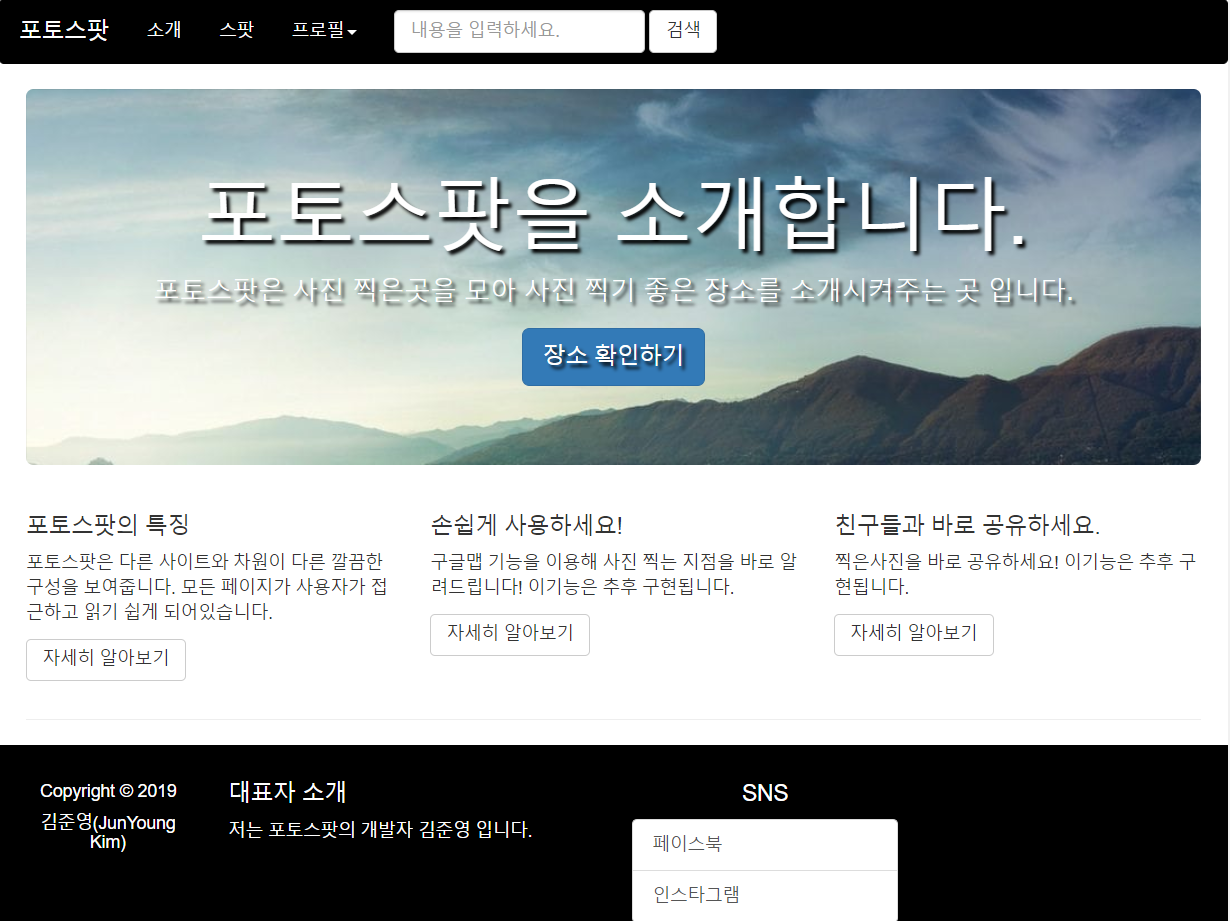 포토스팟 소개 스팟 프로필 내용을 입력하세요. 검색
포토스팟을 소개합니다.
포토스팟은 사진 찍은곳을 모아 사진 찍기 좋은 장소를 소개시켜주는 곳 입니다.
장소 확인하기
포토스팟의 특징
포토스팟은 다른 사이트와 차원이 다른 깔끔한
구성을 보여줍니다. 모든 페이지가 사용자가 접
근하고 읽기 쉽게 되어있습니다.
자세히 알아보기
손쉽게 사용하세요!
구글맵 기능을 이용해 사진 찍는 지점을 바로 알
려드립니다! 이기능은 추후 구현됩니다.
자세히 알아보기
친구들과 바로 공유하세요.
찍은사진을 바로 공유하세요! 이기능은 추후 구
현됩니다.
자세히 알아보기
Copyright © 2019
김준영(JunYoung
Kim)
대표자 소개
저는 포토스팟의 개발자 김준영 입니다.
SNS
페이스북
인스타그램